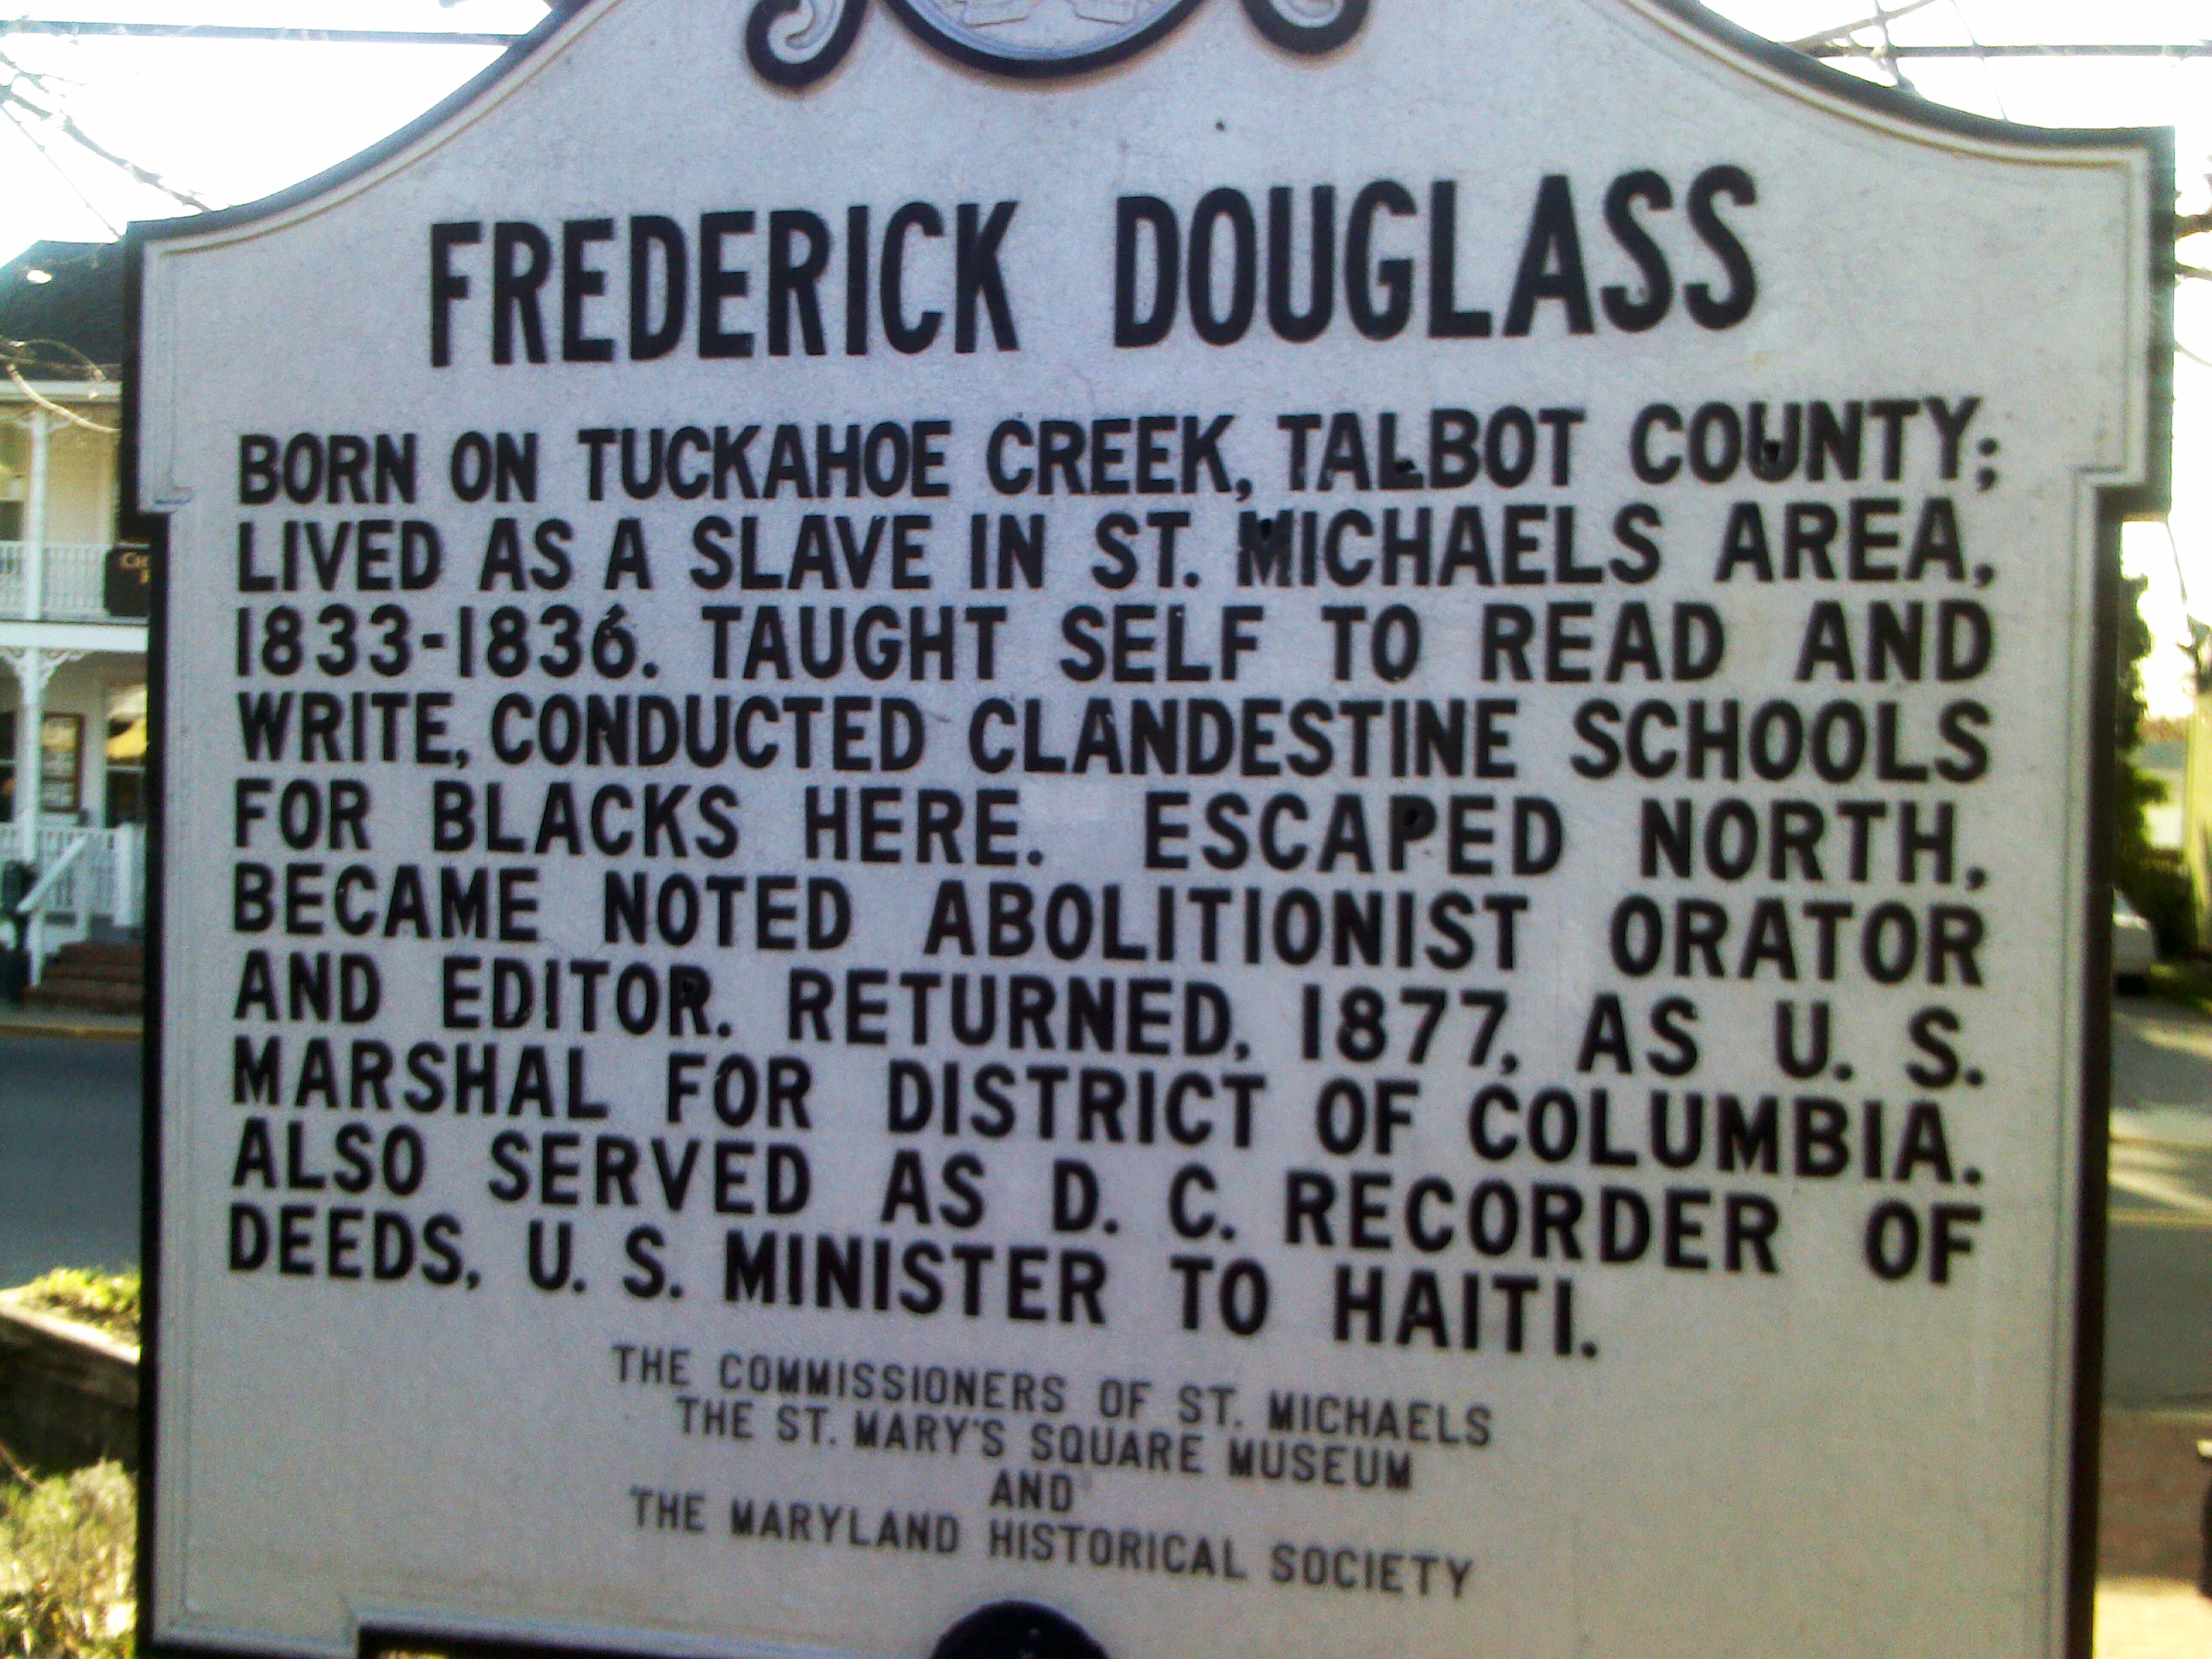 FREDERICK DOUGLASS
BORN ON TUCKAHOE CREEK, TALBOT COUNTY;
LIVED AS A SLAVE IN ST. MICHAELS AREA,
1833-1836. TAUGHT SELF TO READ AND
WRITE, CONDUCTED CLANDESTINE SCHOOLS
FOR BLACKS HERE. ESCAPED NORTH,
BECAME NOTED ABOLITIONIST ORATOR
AND EDITOR. RETURNED, 1877, AS U. S.
MARSHAL FOR DISTRICT OF COLUMBIA.
ALSO SERVED AS D. C. RECORDER OF
DEEDS, U. S. MINISTER TO HAITI.
THE COMMISSIONERS OF ST. MICHAELS
THE ST. MARY'S SQUARE MUSEUM
AND
THE MARYLAND HISTORICAL SOCIETY